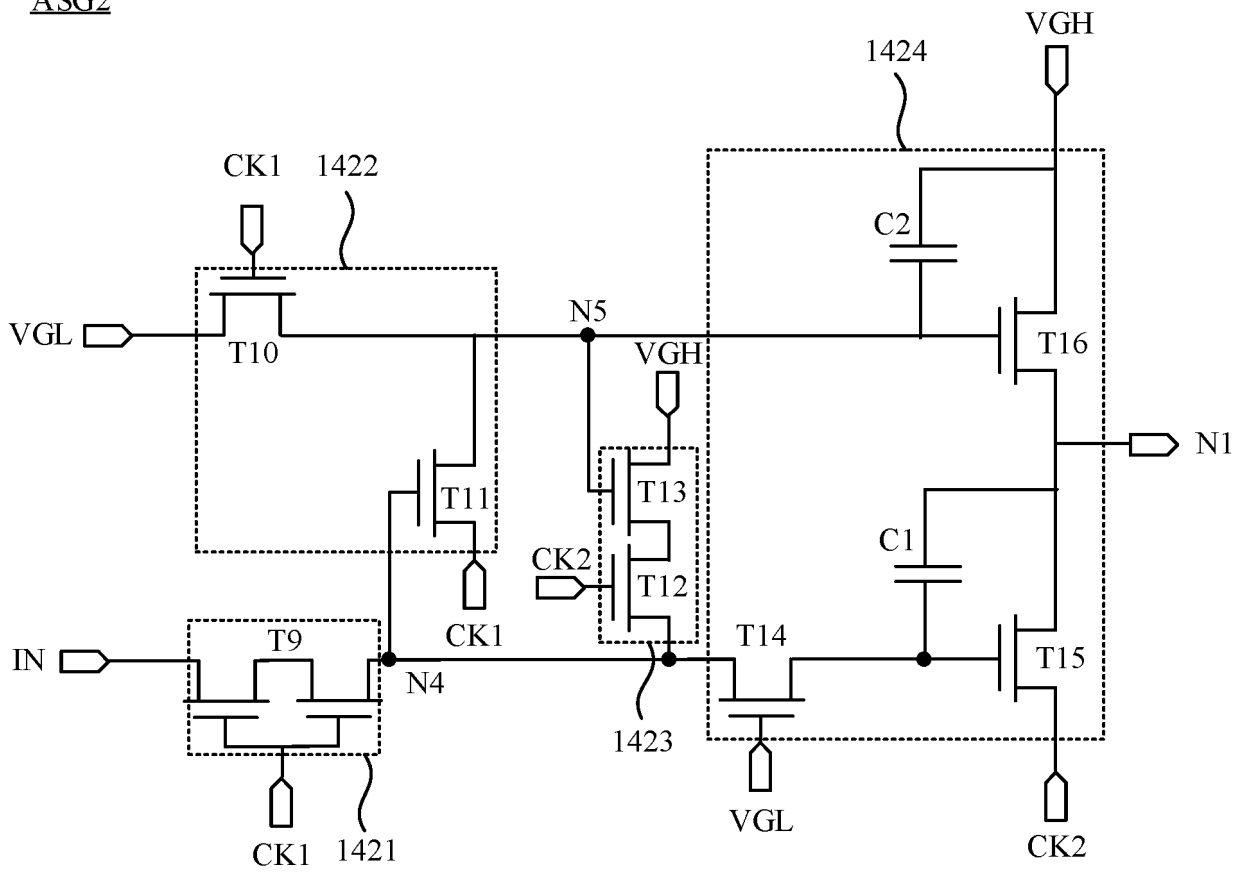 ASG2
VGH
1424
CK1
1422
C2
N5
VGL
T10
VGH
T16
N1
T11
T13
C1
CK2
T12
CK1
T9
T14
IN
N4
T15
1423
CK1
1421
VGL
CK2